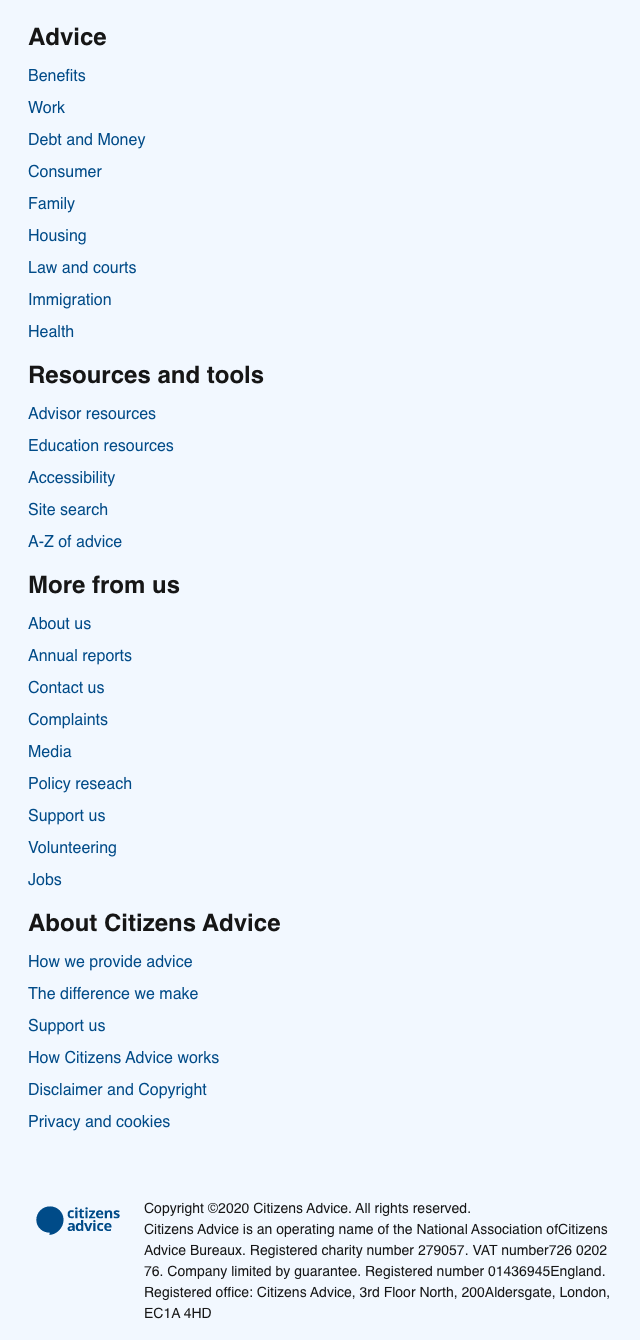 Advice
Benefits
Work
Debt and Money
Consumer
Family
Housing
Law and courts
Immigration
Health
Resources and tools
Advisor resources
Education resources
Accessibility
Site search
A-Z of advice
More from us
About us
Annual reports
Contact us
Complaints
Media
Policy reseach
Support us
Volunteering
Jobs
About Citizens Advice
How we provide advice
The difference we make
Support us
How Citizens Advice works
Disclaimer and Copyright
Privacy and cookies
citizens
advice
Copyright ©2020 Citizens Advice. All rights reserved.
Citizens Advice is an operating name of the National Association ofCitizens
Advice Bureaux. Registered charity number 279057. VAT number726 0202
76. Company limited by guarantee. Registered number 01436945England.
Registered office: Citizens Advice, 3rd Floor North, 200Aldersgate, London,
EC1A 4HD